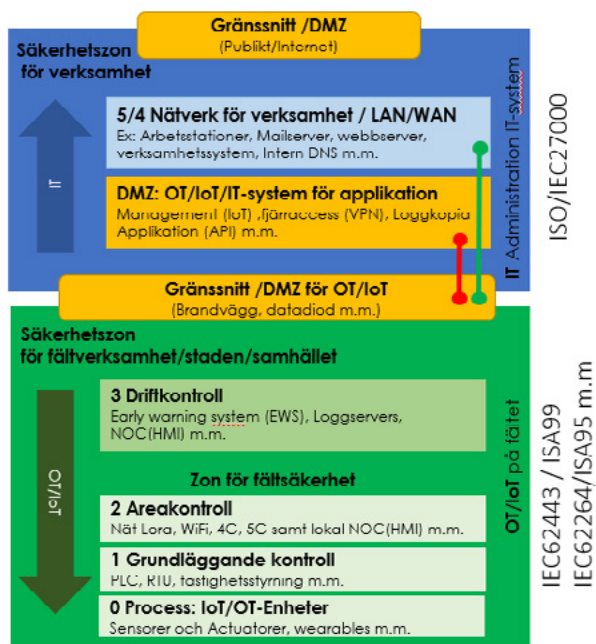 Gränssnitt /DMZ
(Publikt/Internet)
Säkerhetszon
för verksamhet
5/4 Nätverk för verksamhet / LAN/WAN
Ex: Arbetsstationer, Mailserver, webbserver,
verksamhetssystem, Intern DNS m.m.
IT
DMZ: OT/IoT/IT-system för applikation
Management (IoT) ,fjärraccess (VPN), Loggkopia
Applikation (API) m.m.
IT Administration IT-system
ISO/IEC27000
Gränssnitt /DMZ för OT/IoT
(Brandvägg, datadiod m.m.)
Säkerhetszon
för fältverksamhet/staden/samhället
3 Driftkontroll
Early warning system (EWS), Loggservers,
NOC(HMI) m.m.
OT/IoT
Zon för fältsäkerhet
2 Areakontroll
Nät Lora, WiFi, 4G, 5G samt lokal NOC(HMI) m.m.
1 Grundläggande kontroll
PLC, RTU, fastighetsstyrning m.m.
0 Process: IoT/OT-Enheter
Sensorer och Actuatorer, wearables m.m.
OT/IoT på fältet
IEC62443 / ISA99
IEC62264/ISA95 m.m